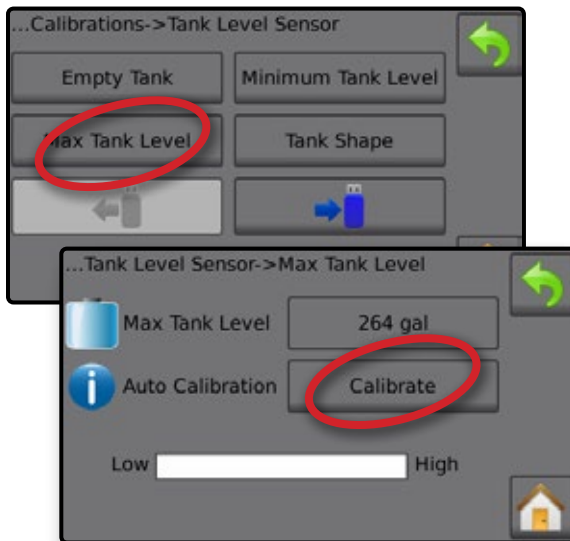 ...Calibrations->Tank Level Sensor
Empty Tank
Minimum Tank Level
Max Tank Level
Tank Shape
...Tank Level Sensor->Max Tank Level
Max Tank Level
264 gal
Auto Calibration
Calibrate
Low
High